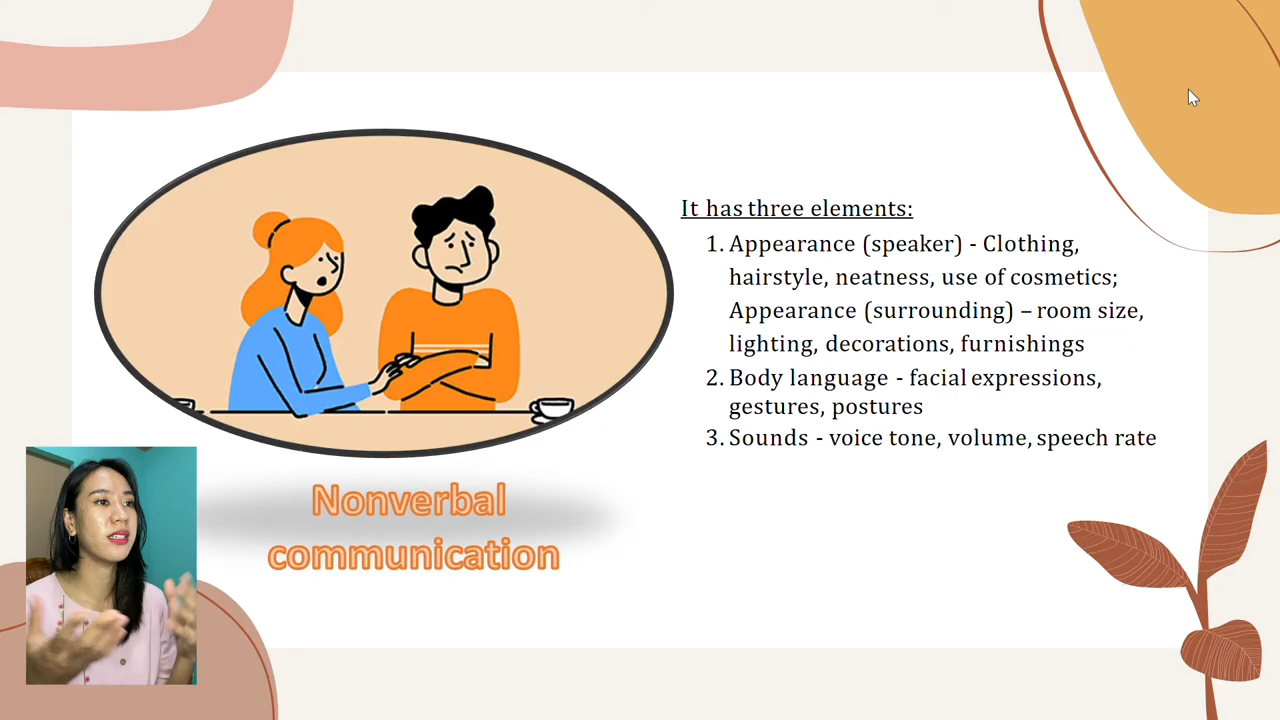 It has three elements:
1. Appearance (speaker) - Clothing,
hairstyle, neatness, use of cosmetics;
Appearance (surrounding) – room size,
lighting, decorations, furnishings
2. Body language - facial expressions,
gestures, postures
3. Sounds - voice tone, volume, speech rate
Nonverbal
communication